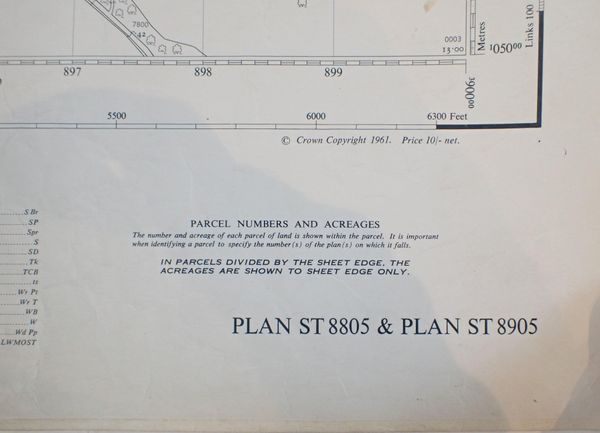 7800
·42
0003
13·00
Metres
¹05000
Links 100
897
898
899
³90000
5500
6000
6300 Feet
© Crown Copyright 1961. Price 10/- net.
S Br
SP
Spr
S
SD
Tk
TCB
ts
Wr Pt
Wr T
WB
W
Wd Pp
LWMOST
PARCEL NUMBERS AND ACREAGES
The number and acreage of each parcel of land is shown within the parcel. It is important
when identifying a parcel to specify the number(s) of the plan(s) on which it falls.
IN PARCELS DIVIDED BY THE SHEET EDGE, THE
ACREAGES ARE SHOWN TO SHEET EDGE ONLY.
PLAN ST 8805 & PLAN ST 8905